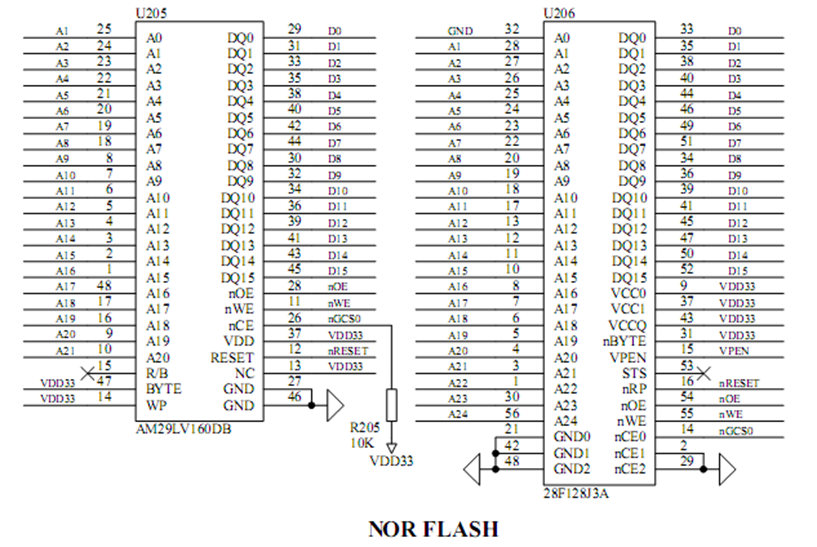 U205
A1 25 A0 DQ0 29 D0
A2 24 A1 DQ1 31 D1
A3 23 A2 DQ2 33 D2
A4 22 A3 DQ3 35 D3
A5 21 A4 DQ4 38 D4
A6 20 A5 DQ5 40 D5
A7 19 A6 DQ6 42 D6
A8 18 A7 DQ7 44 D7
A9 8 A8 DQ8 30 D8
A10 7 A9 DQ9 32 D9
A11 6 A10 DQ10 34 D10
A12 5 A11 DQ11 36 D11
A13 4 A12 DQ12 39 D12
A14 3 A13 DQ13 41 D13
A15 2 A14 DQ14 43 D14
A16 1 A15 DQ15 45 D15
A17 48 A16 nOE 28 nOE
A18 17 A17 nWE 11 nWE
A19 16 A18 nCE 26 nGCS0
A20 9 A19 VDD 37 VDD33
A21 10 A20 RESET 12 nRESET
15 R/B NC 13 VDD33
VDD33 47 BYTE GND 27
VDD33 14 WP GND 46
AM29LV160DB
R205
10K
VDD33
U206
GND 32 A0 DQ0 33 D0
A1 28 A1 DQ1 35 D1
A2 27 A2 DQ2 38 D2
A3 26 A3 DQ3 40 D3
A4 25 A4 DQ4 44 D4
A5 24 A5 DQ5 46 D5
A6 23 A6 DQ6 49 D6
A7 22 A7 DQ7 51 D7
A8 20 A8 DQ8 34 D8
A9 19 A9 DQ9 36 D9
A10 18 A10 DQ10 39 D10
A11 17 A11 DQ11 41 D11
A12 13 A12 DQ12 45 D12
A13 12 A13 DQ13 47 D13
A14 11 A14 DQ14 50 D14
A15 10 A15 DQ15 52 D15
A16 8 A16 VCC0 9 VDD33
A17 7 A17 VCC1 37 VDD33
A18 6 A18 VCCQ 43 VDD33
A19 5 A19 nBYTE 31 VDD33
A20 4 A20 VPEN 15 VPEN
A21 3 A21 STS 53
A22 1 A22 nRP 16 nRESET
A23 30 A23 nOE 54 nOE
A24 56 A24 nWE 55 nWE
21 GND0 nCE0 14 nGCS0
42 GND1 nCE1 2
48 GND2 nCE2 29
28F128J3A
NOR FLASH